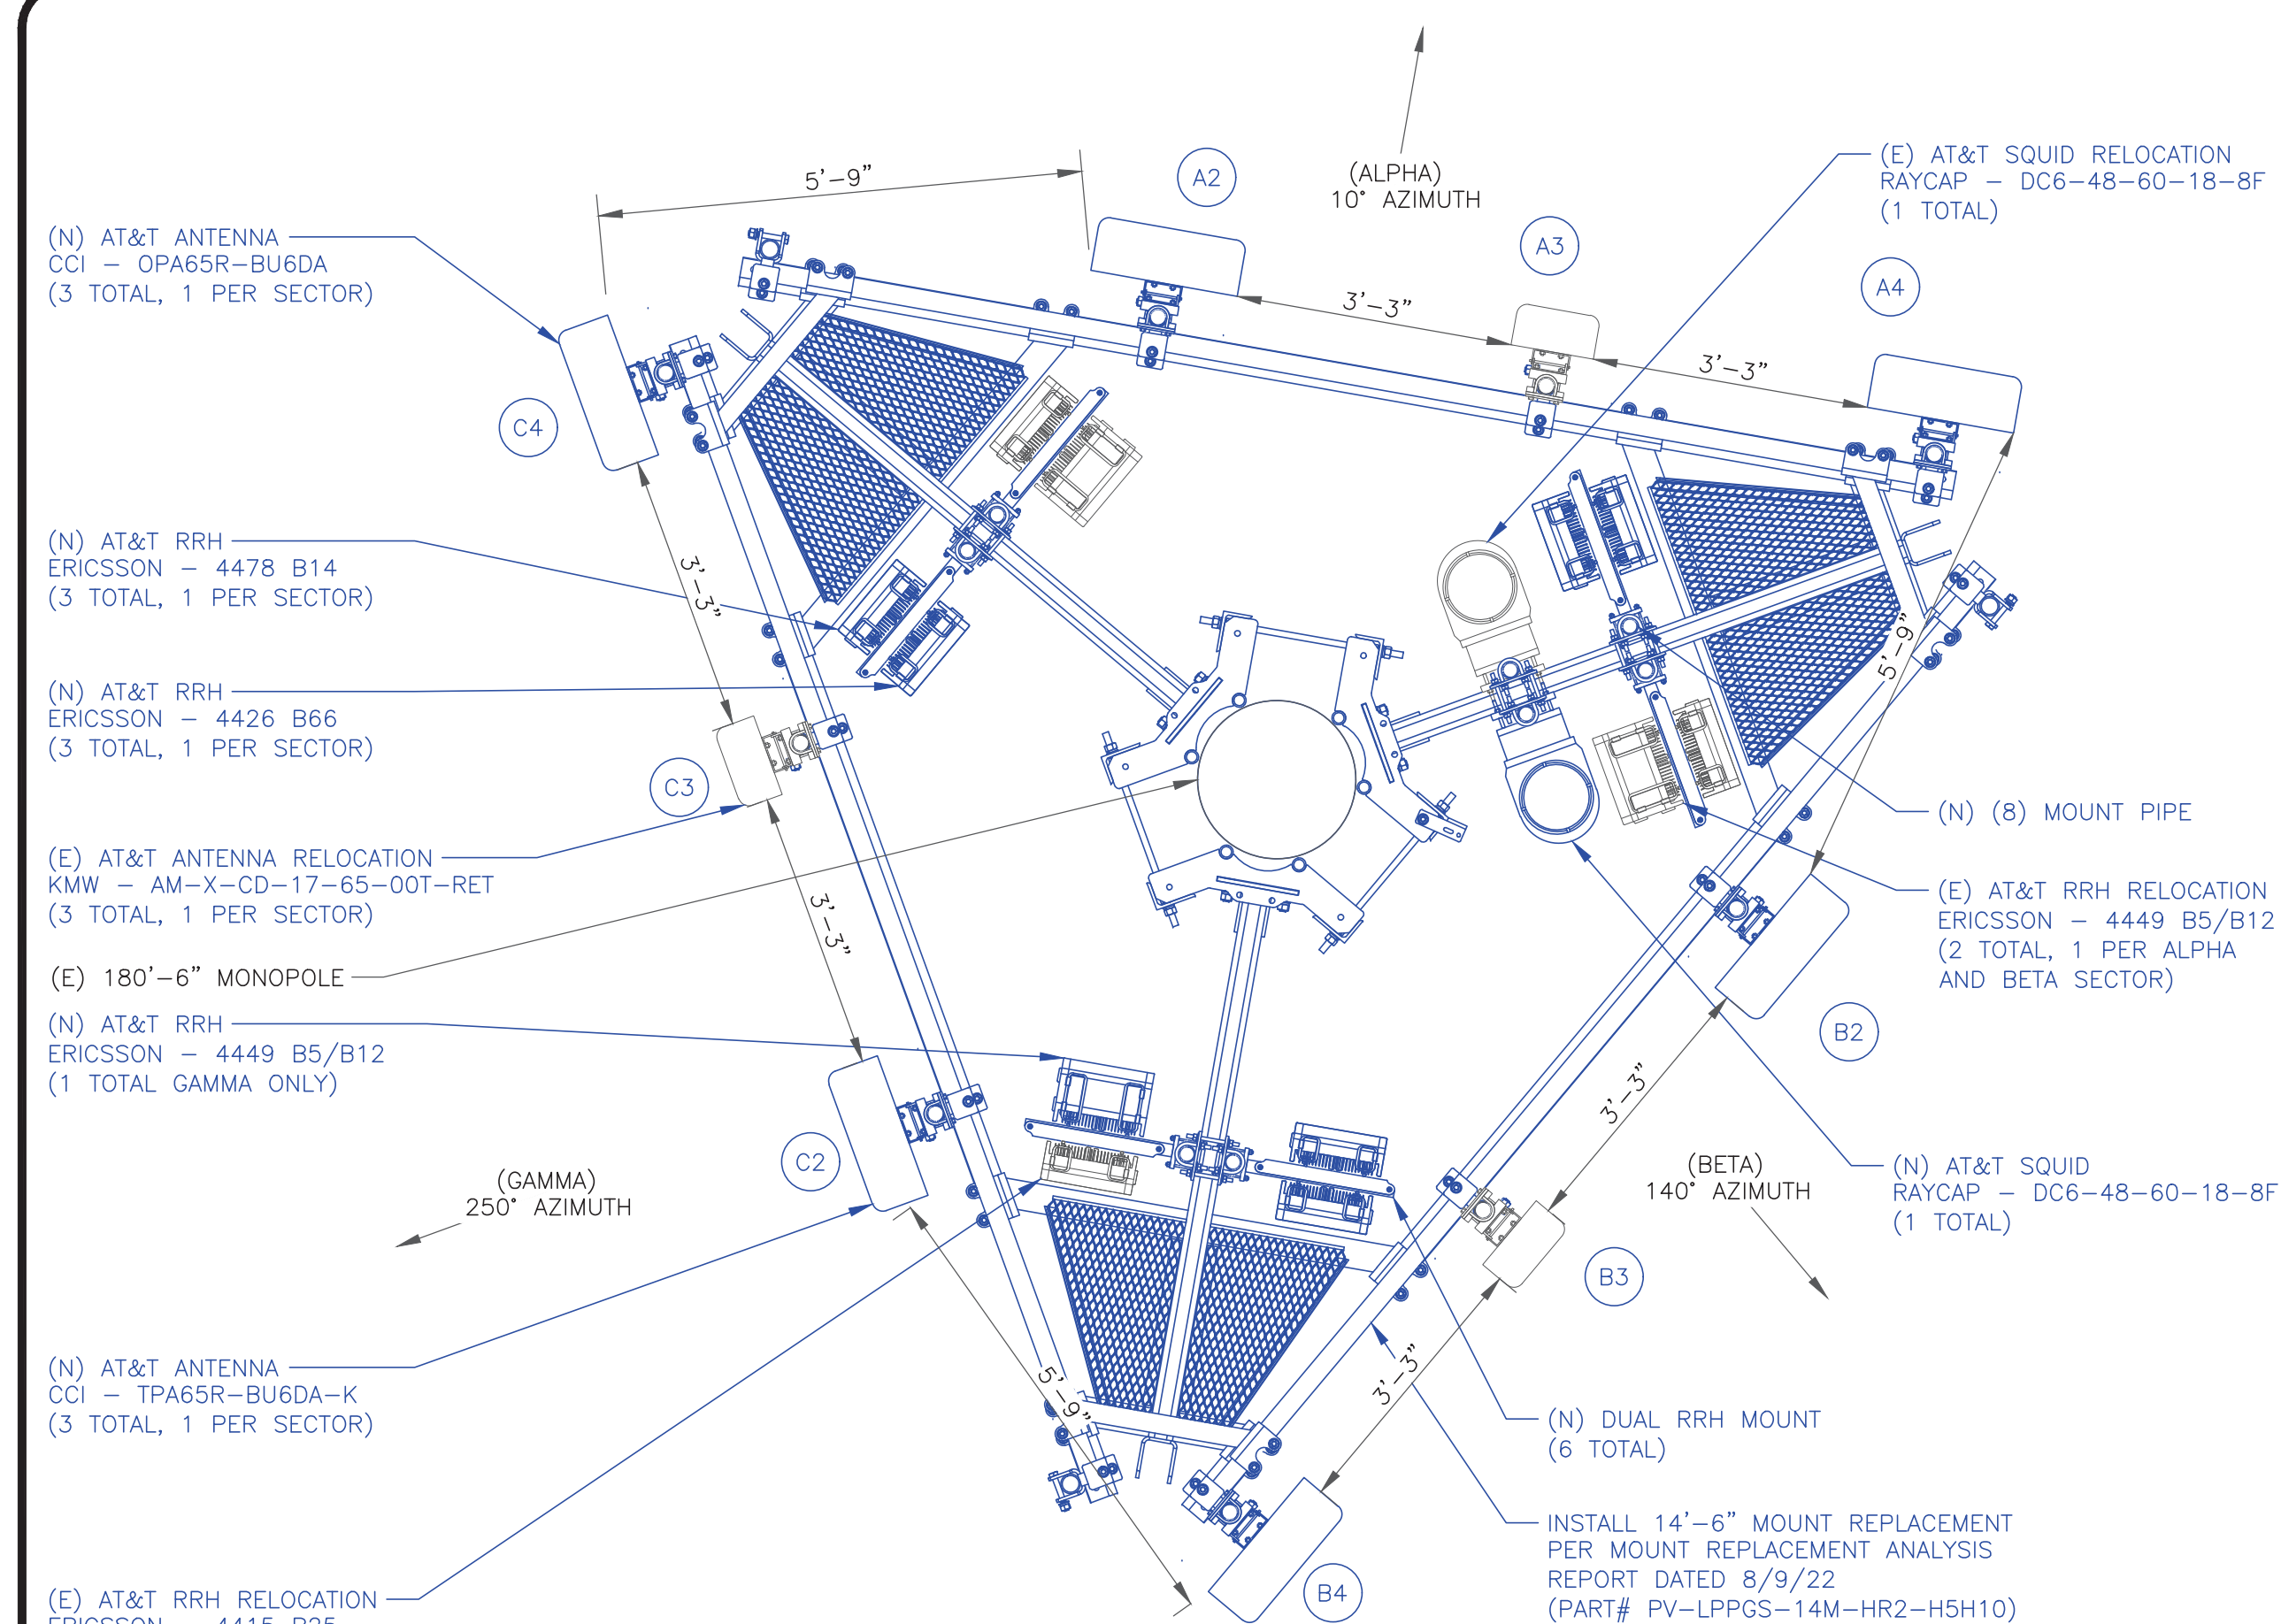 (N) AT&T ANTENNA
CCI - OPA65R-BU6DA
(3 TOTAL, 1 PER SECTOR)
(N) AT&T RRH
ERICSSON - 4478 B14
(3 TOTAL, 1 PER SECTOR)
(N) AT&T RRH
ERICSSON - 4426 B66
(3 TOTAL, 1 PER SECTOR)
(E) AT&T ANTENNA RELOCATION
KMW - AM-X-CD-17-65-00T-RET
(3 TOTAL, 1 PER SECTOR)
(E) 180'-6" MONOPOLE
(N) AT&T RRH
ERICSSON - 4449 B5/B12
(1 TOTAL GAMMA ONLY)
(N) AT&T ANTENNA
CCI - TPA65R-BU6DA-K
(3 TOTAL, 1 PER SECTOR)
(E) AT&T RRH RELOCATION
ERICSSON - 4415 B25
5'-9"
A2
(ALPHA)
10° AZIMUTH
3'-3"
A3
3'-3"
A4
C4
3'-3"
C3
3'-3"
C2
(GAMMA)
250° AZIMUTH
5'-9"
5'-9"
B2
3'-3"
(BETA)
140° AZIMUTH
B3
3'-3"
B4
(E) AT&T SQUID RELOCATION
RAYCAP - DC6-48-60-18-8F
(1 TOTAL)
(N) (8) MOUNT PIPE
(E) AT&T RRH RELOCATION
ERICSSON - 4449 B5/B12
(2 TOTAL, 1 PER ALPHA
AND BETA SECTOR)
(N) AT&T SQUID
RAYCAP - DC6-48-60-18-8F
(1 TOTAL)
(N) DUAL RRH MOUNT
(6 TOTAL)
INSTALL 14'-6" MOUNT REPLACEMENT
PER MOUNT REPLACEMENT ANALYSIS
REPORT DATED 8/9/22
(PART# PV-LPPGS-14M-HR2-H5H10)